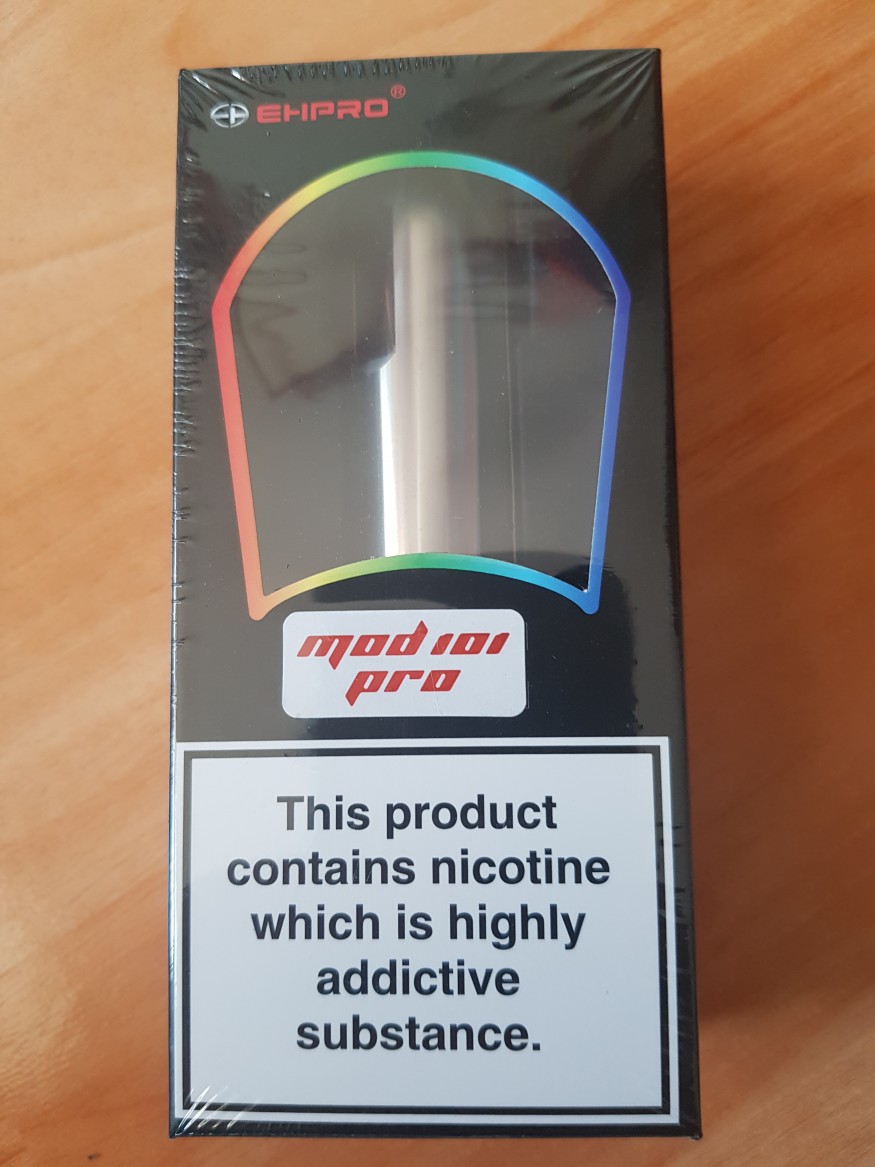 EHPRO®
mod 101
pro
This product
contains nicotine
which is highly
addictive
substance.